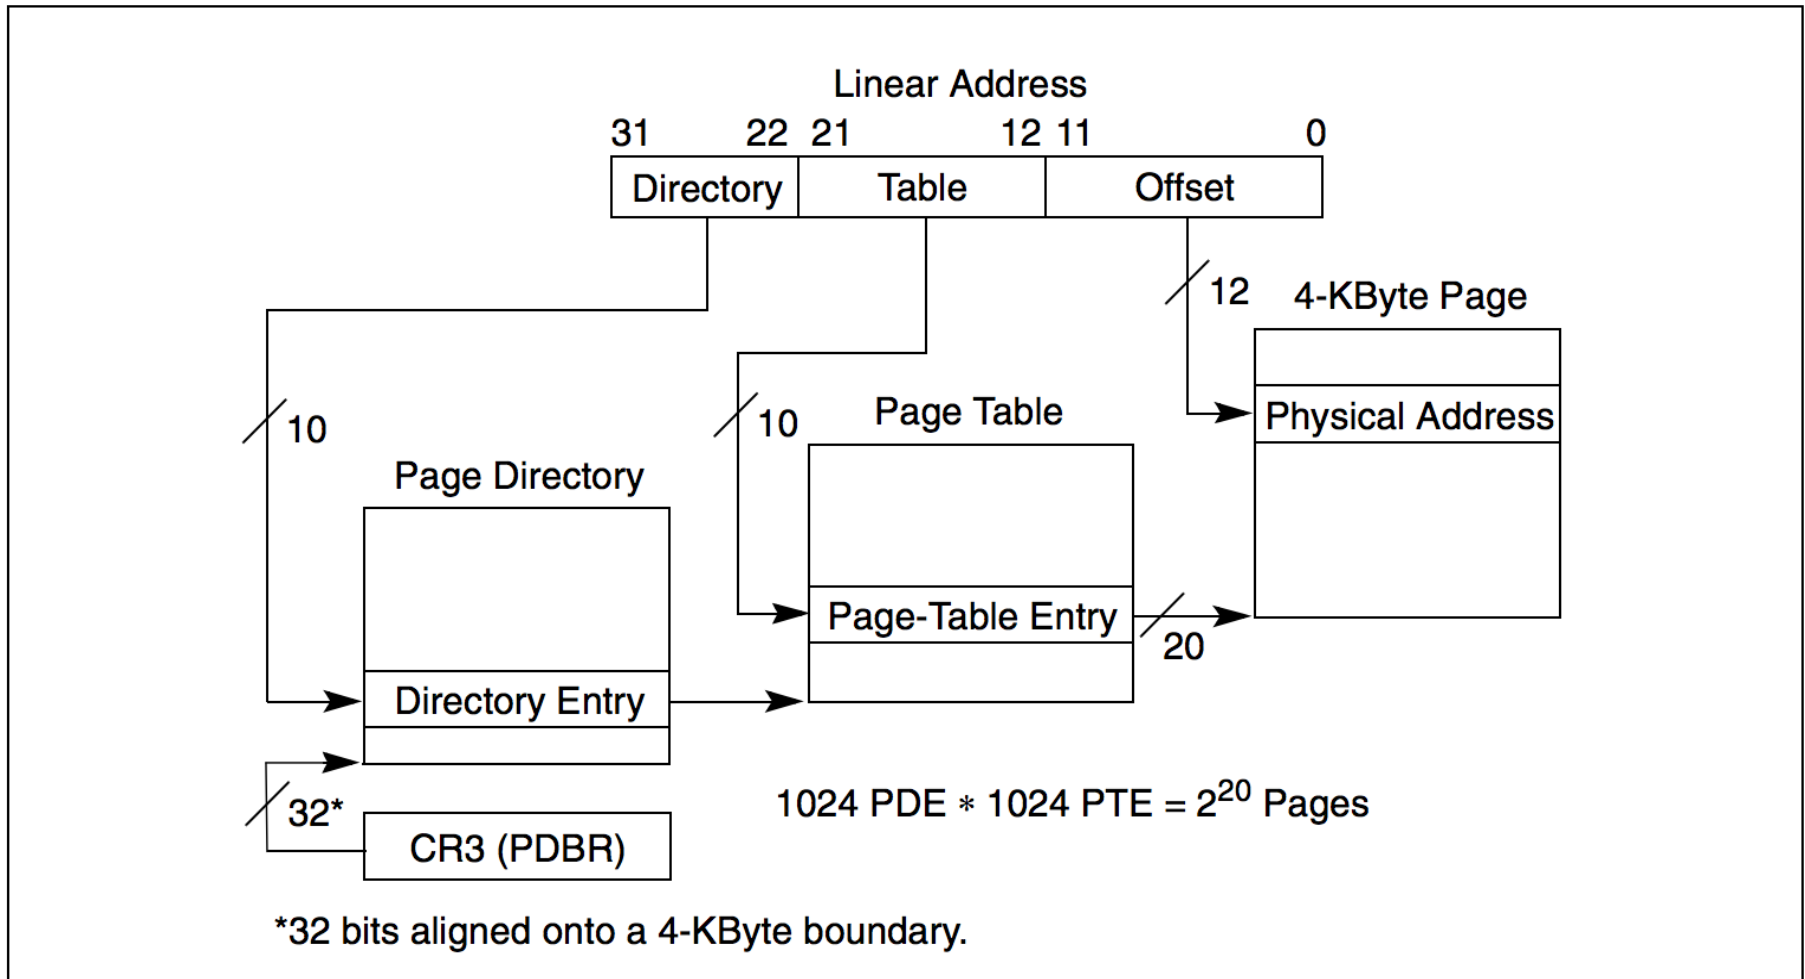 Linear Address
31 22 21 12 11 0
Directory Table Offset
12
4-KByte Page
Physical Address
10
Page Table
10
Page Directory
Page-Table Entry
20
Directory Entry
32*
1024 PDE * 1024 PTE = 2²⁰ Pages
CR3 (PDBR)
*32 bits aligned onto a 4-KByte boundary.